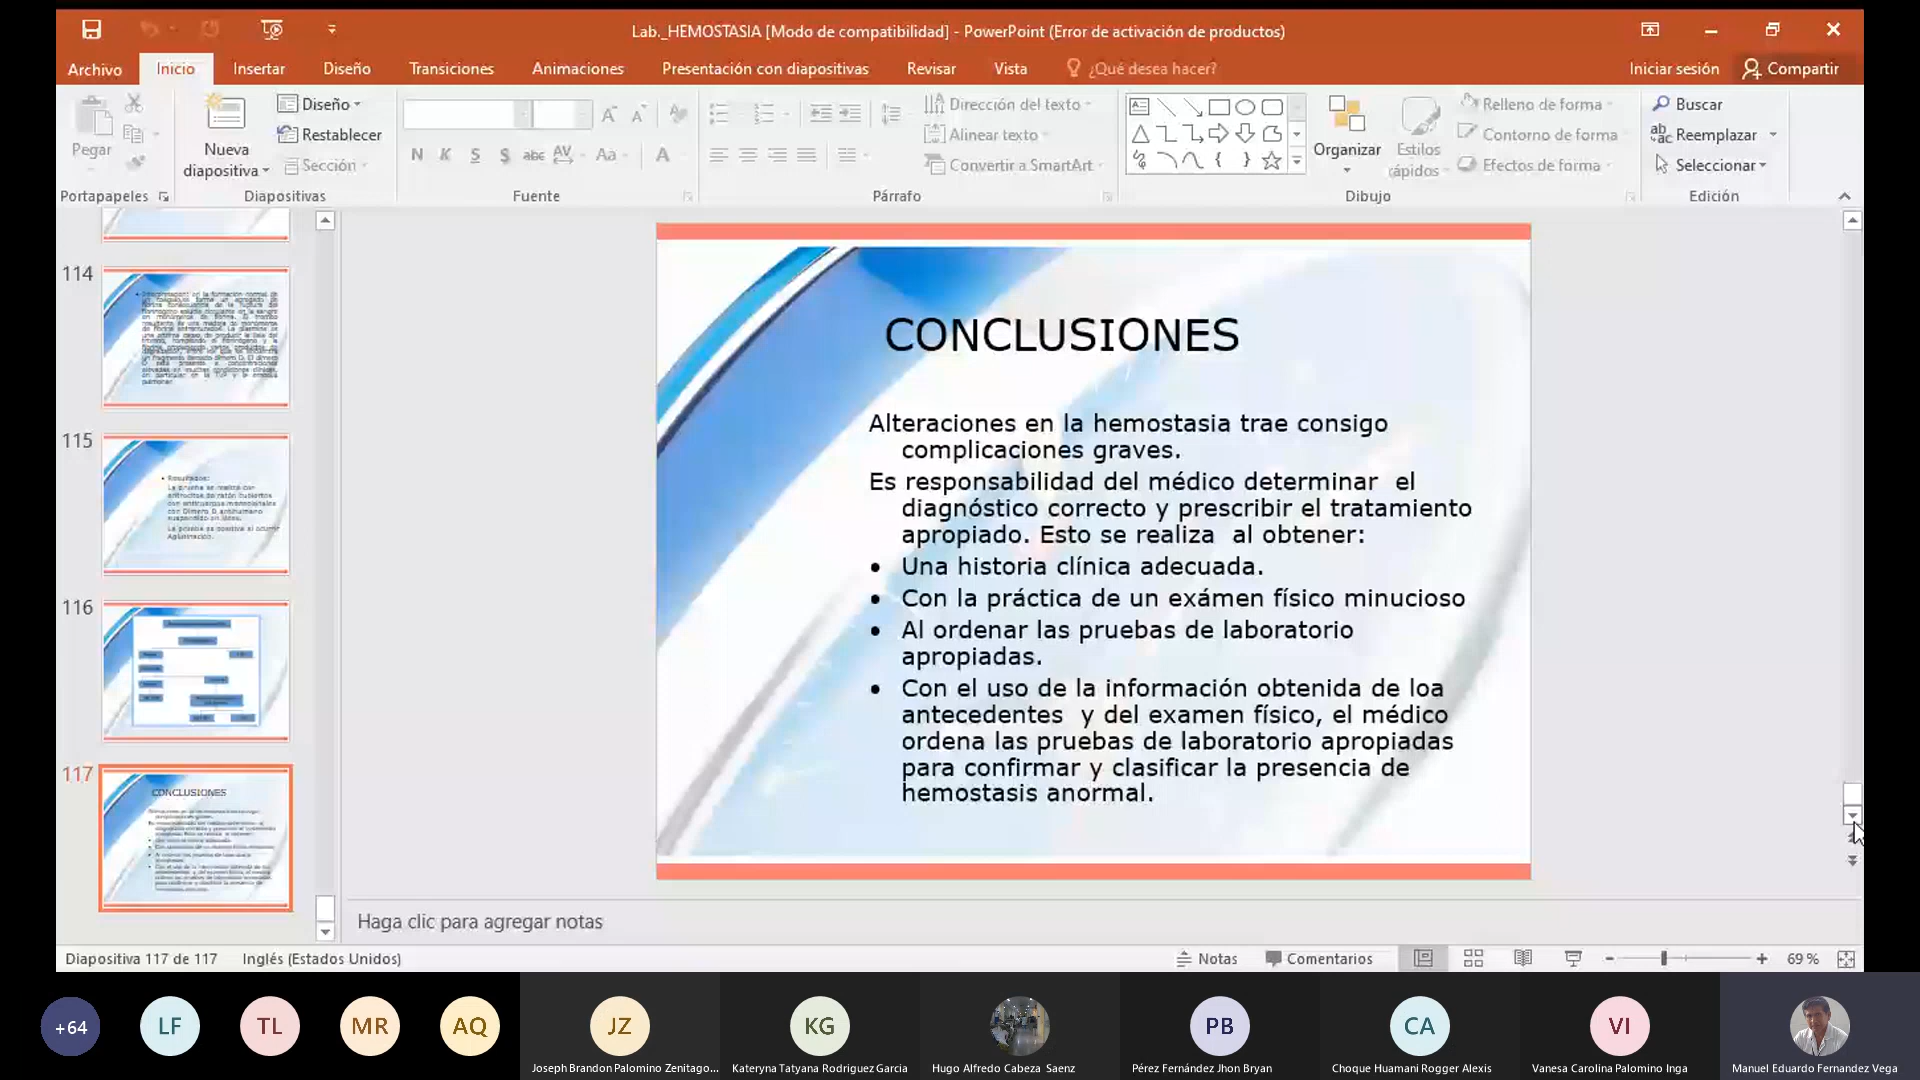 Lab._HEMOSTASIA [Modo de compatibilidad] - PowerPoint (Error de activación de productos)
Archivo Inicio Insertar Diseño Transiciones Animaciones Presentación con diapositivas Revisar Vista ¿Qué desea hacer? Iniciar sesión Compartir
Pegar
Nueva
diapositiva
Diseño
Restablecer
Sección
N K S S abc AV Aa A
Dirección del texto
Alinear texto
Convertir a SmartArt
Organizar
Estilos
rápidos
Relleno de forma
Contorno de forma
Efectos de forma
Buscar
Reemplazar
Seleccionar
Portapapeles Diapositivas Fuente Párrafo Dibujo Edición
114
115
116
117
CONCLUSIONES
CONCLUSIONES
Alteraciones en la hemostasia trae consigo
complicaciones graves.
Es responsabilidad del médico determinar el
diagnóstico correcto y prescribir el tratamiento
apropiado. Esto se realiza al obtener:
• Una historia clínica adecuada.
• Con la práctica de un exámen físico minucioso
• Al ordenar las pruebas de laboratorio
apropiadas.
• Con el uso de la información obtenida de loa
antecedentes y del examen físico, el médico
ordena las pruebas de laboratorio apropiadas
para confirmar y clasificar la presencia de
hemostasis anormal.
Haga clic para agregar notas
Diapositiva 117 de 117 Inglés (Estados Unidos) Notas Comentarios 69 %
+64 LF TL MR AQ JZ KG PB CA VI
Joseph Brandon Palomino Zenitago... Kateryna Tatyana Rodriguez Garcia Hugo Alfredo Cabeza Saenz Pérez Fernández Jhon Bryan Choque Huamani Rogger Alexis Vanesa Carolina Palomino Inga Manuel Eduardo Fernandez Vega